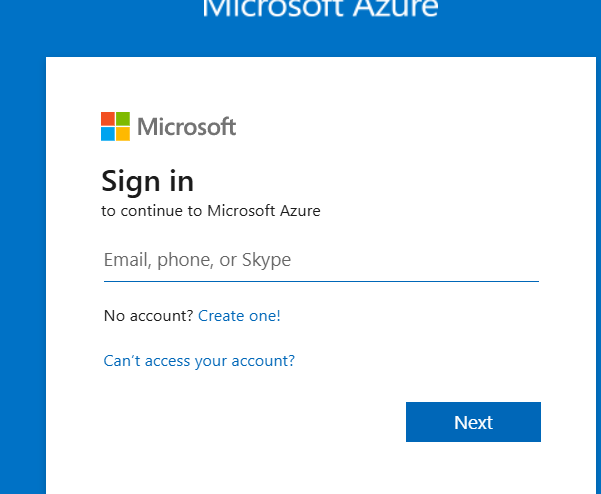 Microsoft Azure
Microsoft
Sign in
to continue to Microsoft Azure
Email, phone, or Skype
No account? Create one!
Can't access your account?
Next